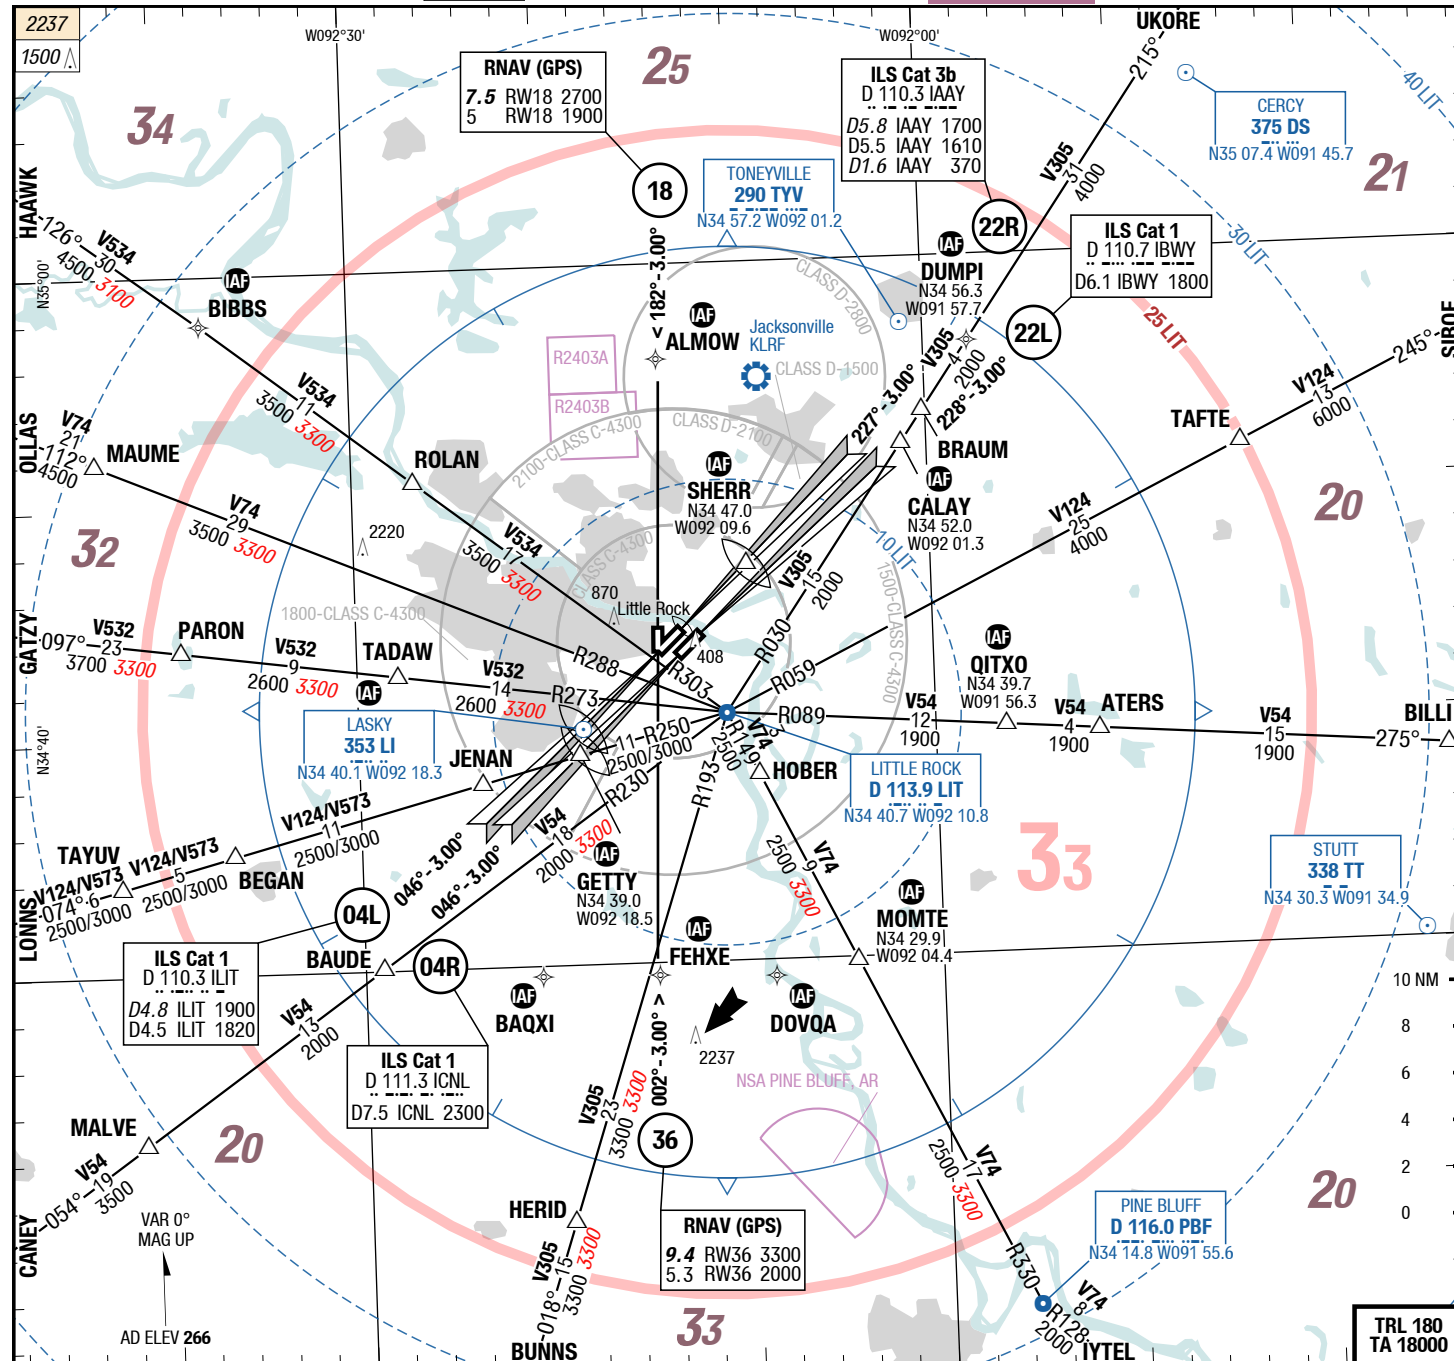 2237
1500
W092°30'
W092°00'
UKORE
215°
V305
31
4000
40 LIT
30 LIT
25 LIT
10 LIT
34
25
21
32
20
33
20
20
33
RNAV (GPS)
7.5 RW18 2700
5 RW18 1900
18
< 182° - 3.00°
ILS Cat 3b
D 110.3 IAAY
D5.8 IAAY 1700
D5.5 IAAY 1610
D1.6 IAAY 370
22R
ILS Cat 1
D 110.7 IBWY
D6.1 IBWY 1800
22L
CERCY
375 DS
N35 07.4 W091 45.7
TONEYVILLE
290 TYV
N34 57.2 W092 01.2
IAF
DUMPI
N34 56.3
W091 57.7
HAAWK
126°
V534
30
4500 3100
N35°00'
IAF
BIBBS
V534
11
3500 3300
ROLAN
V534
17
3500 3300
IAF
ALMOW
Jacksonville
KLRF
CLASS D-2800
CLASS D-1500
CLASS D-2100
2100-CLASS C-4300
CLASS C-4300
1500-CLASS C-4300
1800-CLASS C-4300
R2403A
R2403B
227° - 3.00°
228° - 3.00°
V305
4
2000
BRAUM
IAF
CALAY
N34 52.0
W092 01.3
IAF
SHERR
N34 47.0
W092 09.6
V305
15
2000
R030
SIROF
245°
V124
13
6000
TAFTE
V124
25
4000
R059
OLLAS
V74
21
112°
4500
MAUME
V74
29
3500 3300
R288
2220
870
Little Rock
408
R303
GATZY
097°
V532
23
3700 3300
PARON
V532
9
2600 3300
TADAW
V532
14
2600 3300
R273
IAF
LASKY
353 LI
N34 40.1 W092 18.3
N34°40'
IAF
QITXO
N34 39.7
W091 56.3
R089
V54
12
1900
V54
4
1900
ATERS
V54
15
1900
275°
BILLI
LITTLE ROCK
D 113.9 LIT
N34 40.7 W092 10.8
JENAN
11
R250
2500/3000
R230
V54
18
2000 3300
V124/V573
11
2500/3000
BEGAN
V124/V573
5
2500/3000
TAYUV
V124/V573
074° 6
2500/3000
LONNS
046° - 3.00°
046° - 3.00°
04L
04R
IAF
GETTY
N34 39.0
W092 18.5
R193
R149
V74
3
2500
HOBER
V74
9
2500 3300
IAF
MOMTE
N34 29.9
W092 04.4
STUTT
338 TT
N34 30.3 W091 34.9
ILS Cat 1
D 110.3 ILIT
D4.8 ILIT 1900
D4.5 ILIT 1820
BAUDE
V54
13
2000
ILS Cat 1
D 111.3 ICNL
D7.5 ICNL 2300
IAF
FEHXE
IAF
BAQXI
IAF
DOVQA
2237
NSA PINE BLUFF, AR
002° - 3.00° >
36
V305
23
3300 3300
MALVE
V54
19
3500
054°
CANEY
VAR 0°
MAG UP
AD ELEV 266
HERID
V305
15
3300 3300
018°
BUNNS
RNAV (GPS)
9.4 RW36 3300
5.3 RW36 2000
V74
17
2500 3300
R330
PINE BLUFF
D 116.0 PBF
N34 14.8 W091 55.6
V74
8
R128
2000
IYTEL
10 NM
8
6
4
2
0
TRL 180
TA 18000